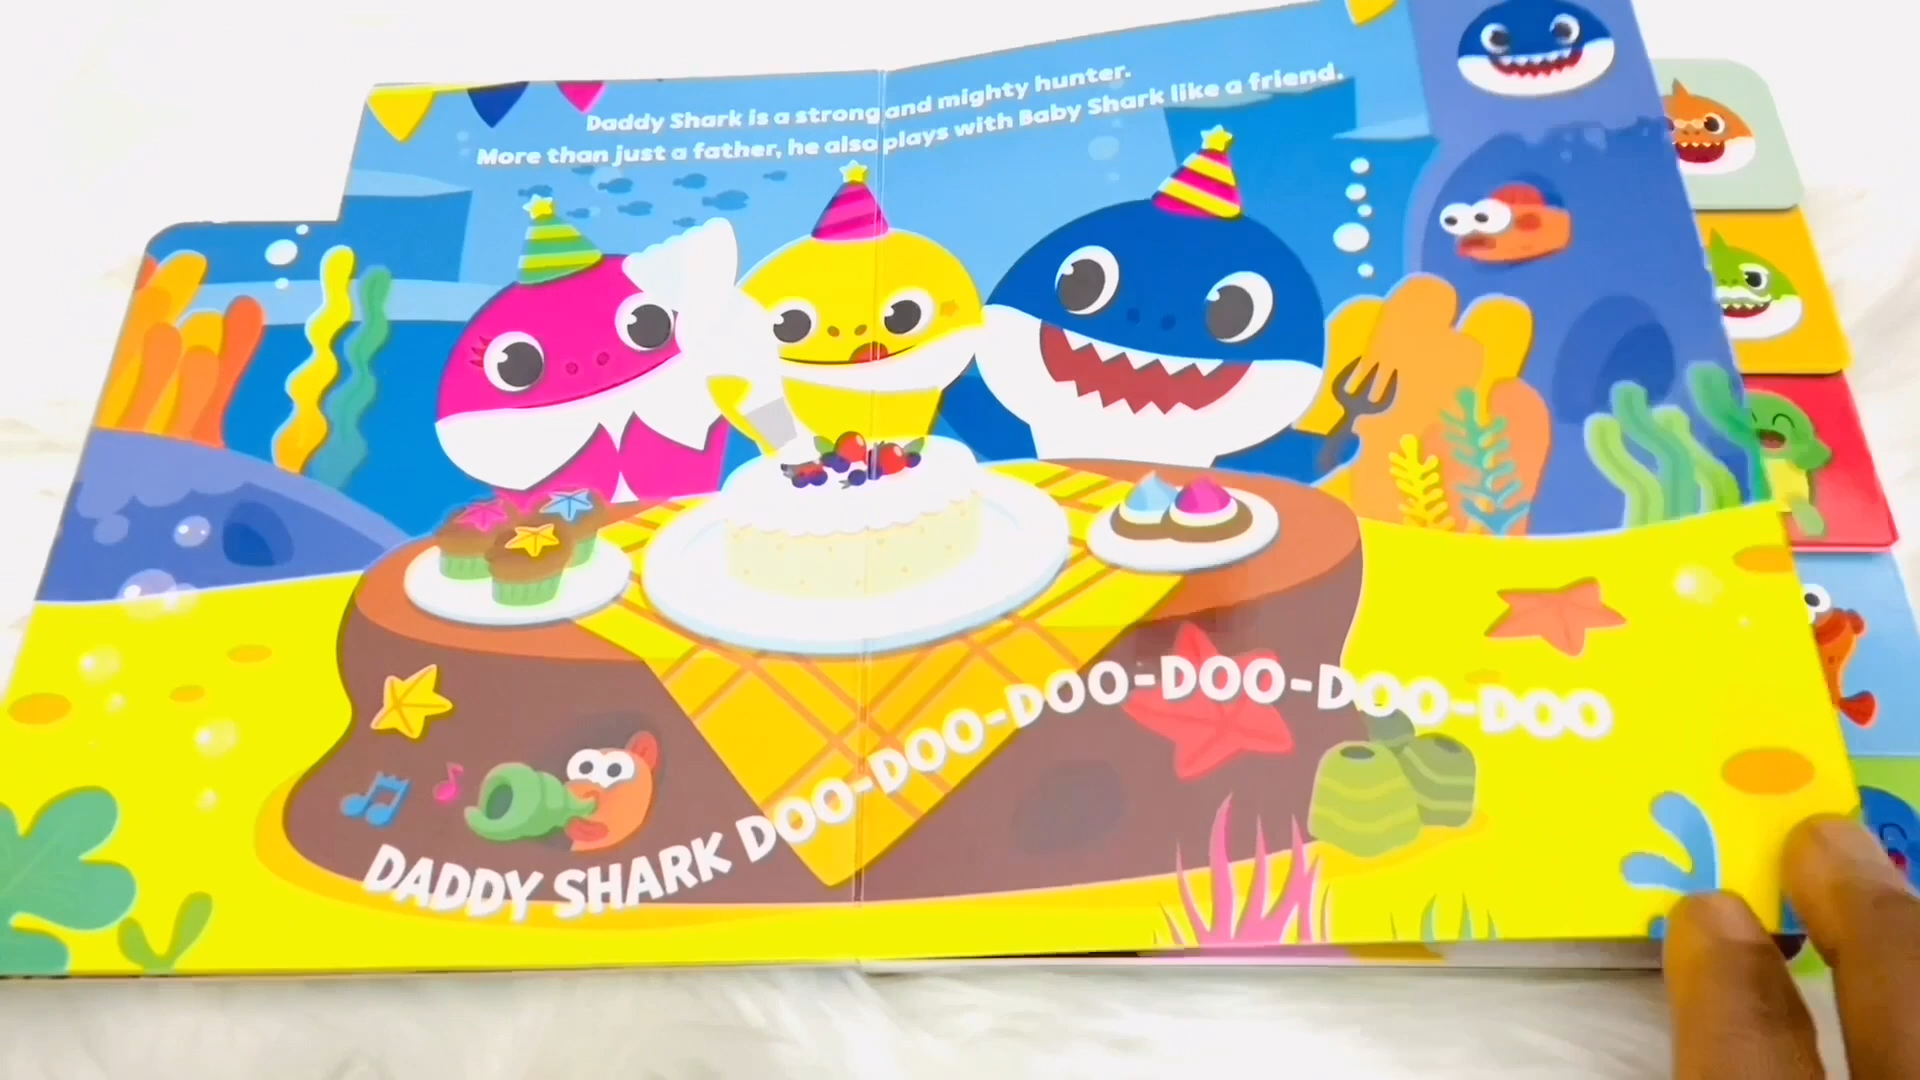 Daddy Shark is a strong and mighty hunter.
More than just a father, he also plays with Baby Shark like a friend.
DADDY SHARK DOO-DOO-DOO-DOO-DOO-DOO